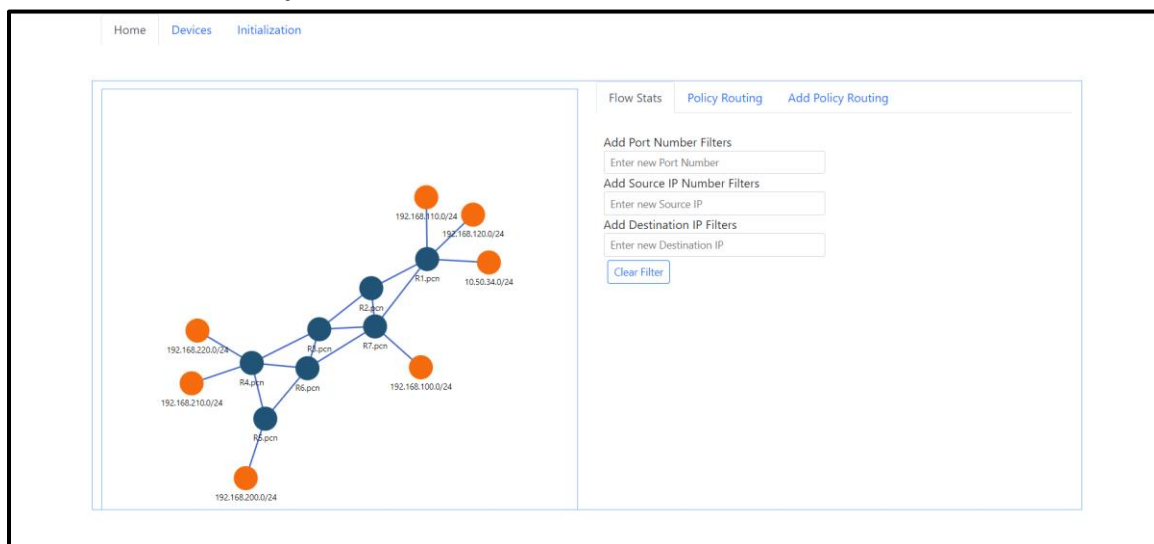 Home Devices Initialization
Flow Stats Policy Routing Add Policy Routing
Add Port Number Filters
Enter new Port Number
Add Source IP Number Filters
Enter new Source IP
Add Destination IP Filters
Enter new Destination IP
Clear Filter
192.168.110.0/24
192.168.120.0/24
R1.pcn
10.50.34.0/24
R2.pcn
R3.pcn
R7.pcn
192.168.220.0/24
R4.pcn
R6.pcn
192.168.100.0/24
192.168.210.0/24
R5.pcn
192.168.200.0/24